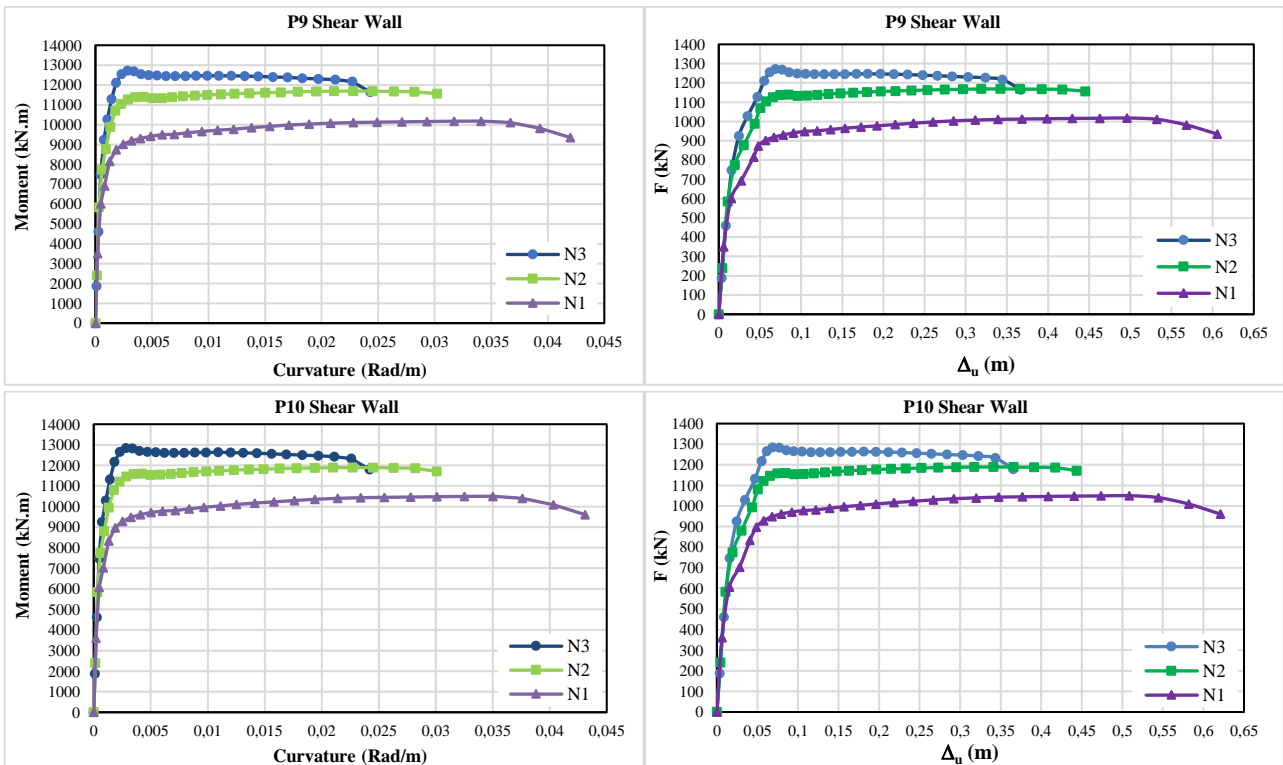 P9 Shear Wall
14000
13000
12000
11000
10000
9000
8000
7000
6000
5000
4000
3000
2000
1000
0
Moment (kN.m)
N3
N2
N1
0 0,005 0,01 0,015 0,02 0,025 0,03 0,035 0,04 0,045
Curvature (Rad/m)
P9 Shear Wall
1400
1300
1200
1100
1000
900
800
700
600
500
400
300
200
100
0
F (kN)
N3
N2
N1
0 0,05 0,1 0,15 0,2 0,25 0,3 0,35 0,4 0,45 0,5 0,55 0,6 0,65
Δu (m)
P10 Shear Wall
14000
13000
12000
11000
10000
9000
8000
7000
6000
5000
4000
3000
2000
1000
0
Moment (kN.m)
N3
N2
N1
0 0,005 0,01 0,015 0,02 0,025 0,03 0,035 0,04 0,045
Curvature (Rad/m)
P10 Shear Wall
1400
1300
1200
1100
1000
900
800
700
600
500
400
300
200
100
0
F (kN)
N3
N2
N1
0 0,05 0,1 0,15 0,2 0,25 0,3 0,35 0,4 0,45 0,5 0,55 0,6 0,65
Δu (m)